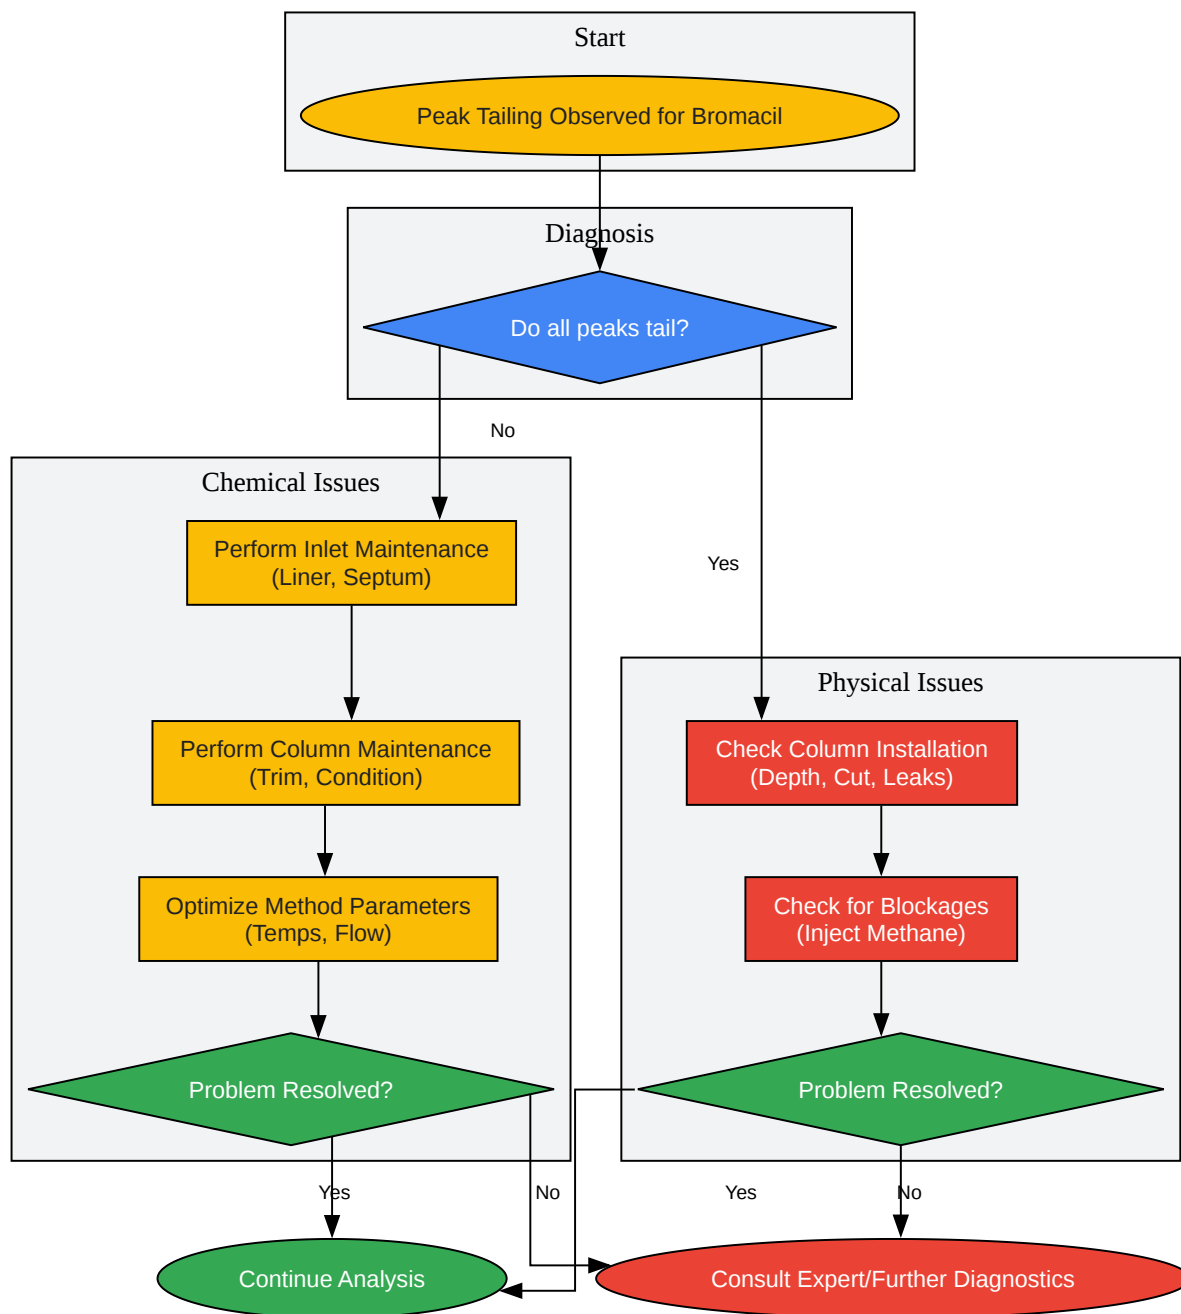 Start
Peak Tailing Observed for Bromacil
Diagnosis
Do all peaks tail?
No
Yes
Chemical Issues
Perform Inlet Maintenance
(Liner, Septum)
Perform Column Maintenance
(Trim, Condition)
Optimize Method Parameters
(Temps, Flow)
Problem Resolved?
Physical Issues
Check Column Installation
(Depth, Cut, Leaks)
Check for Blockages
(Inject Methane)
Problem Resolved?
Yes
No
Yes
No
Continue Analysis
Consult Expert/Further Diagnostics